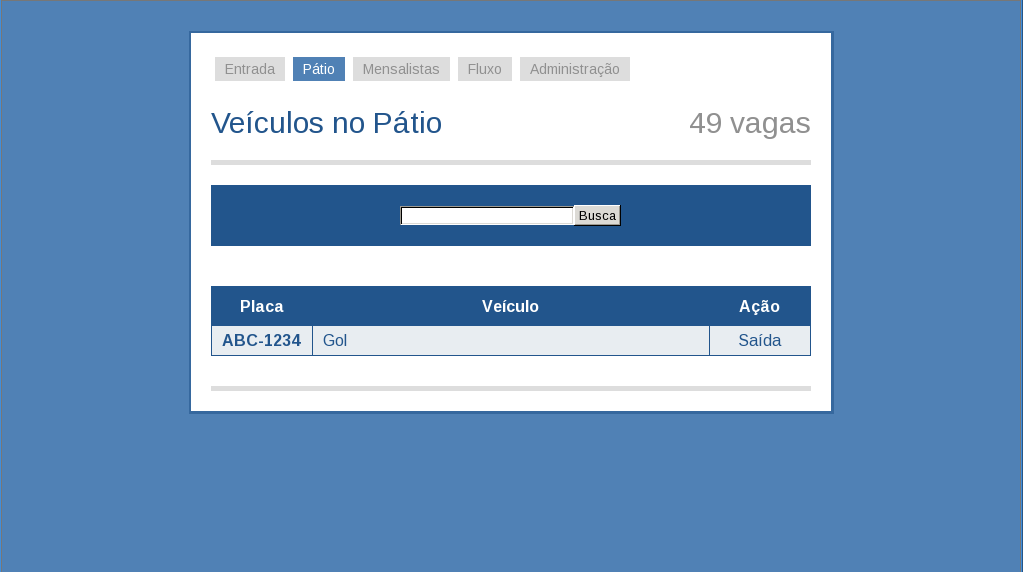 Entrada Pátio Mensalistas Fluxo Administração
Veículos no Pátio 49 vagas
Busca
Placa Veículo Ação
ABC-1234 Gol Saída